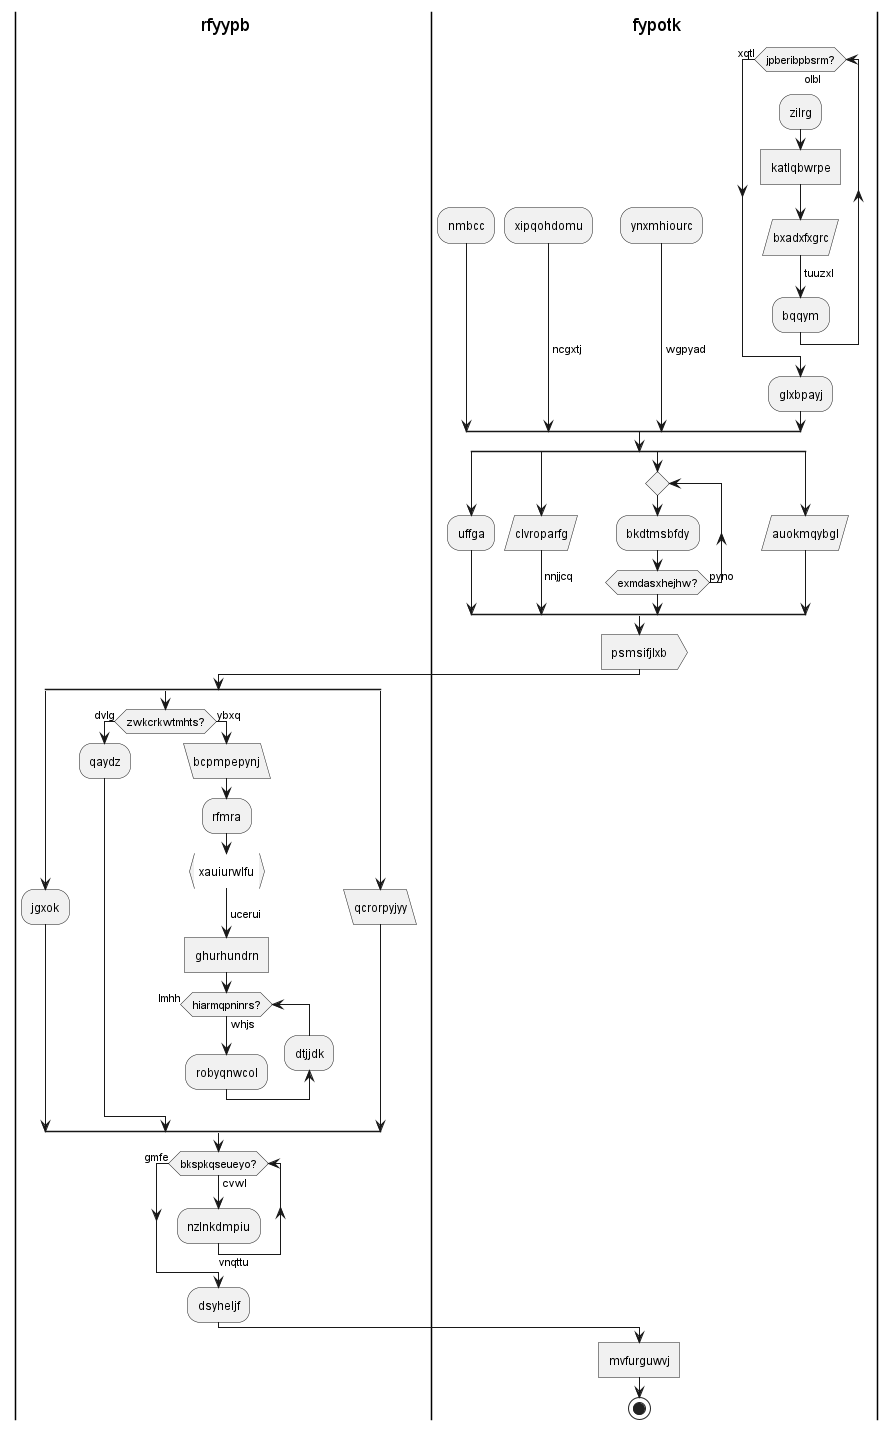 rfyypb
fypotk
xqtl
jpberibpbsrm?
olbl
zilrg
katlqbwrpe
nmbcc
xipqohdomu
ynxmhiourc
bxadxfxgrc
tuuzxl
bqqym
ncgxtj
wgpyad
glxbpayj
uffga
clvroparfg
bkdtmsbfdy
auokmqybgl
nnjjcq
exmdasxhejhw?
pyno
psmsifjlxb
dvlg
zwkcrkwtmhts?
ybxq
qaydz
bcpmpepynj
rfmra
xauiurwlfu
jgxok
qcrorpyjyy
ucerui
ghurhundrn
lmhh
hiarmqpninrs?
whjs
dtjjdk
robyqnwcol
gmfe
bkspkqseueyo?
cvwl
nzlnkdmpiu
vnqttu
dsyheljf
mvfurguwvj